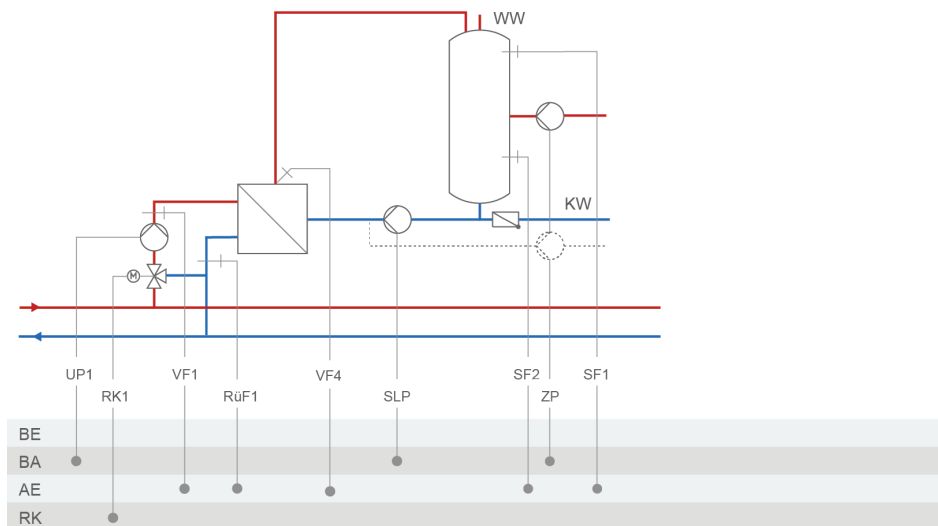 WW
KW
M
UP1 VF1 VF4 SF2 SF1
RK1 RüF1 SLP ZP
BE
BA
AE
RK